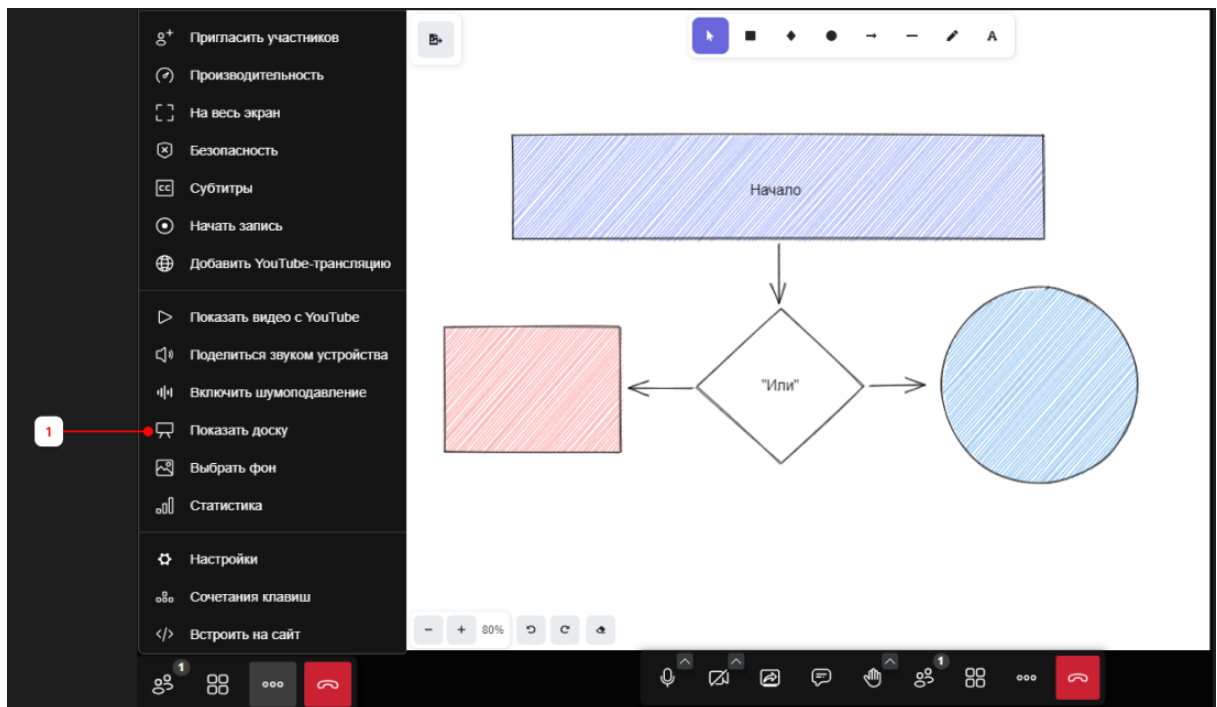 Пригласить участников
Производительность
На весь экран
Безопасность
CC Субтитры
Начать запись
Добавить YouTube-трансляцию
Показать видео с YouTube
Поделиться звуком устройства
Включить шумоподавление
1
Показать доску
Выбрать фон
Статистика
Настройки
Сочетания клавиш
</> Встроить на сайт
1
A
Начало
"Или"
- + 80%
1